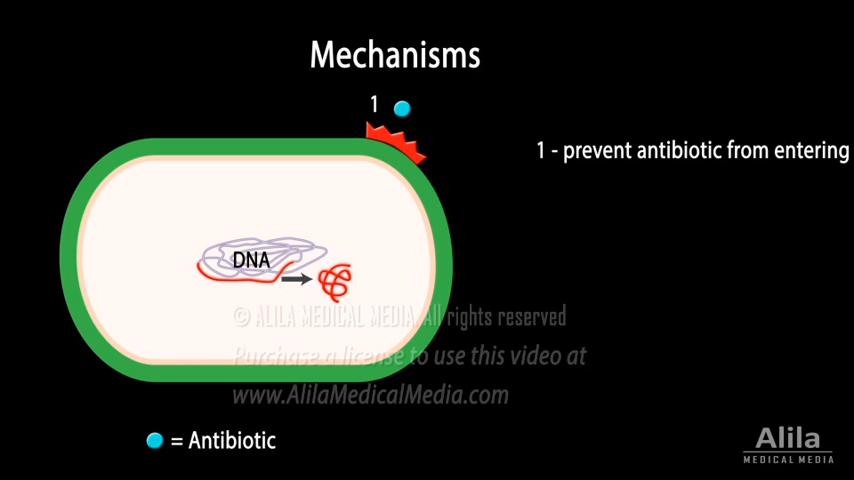 Mechanisms
1
1 - prevent antibiotic from entering
DNA
© ALILA MEDICAL MEDIA. All rights reserved
Purchase a license to use this video at
www.AlilaMedicalMedia.com
= Antibiotic
Alila
MEDICAL MEDIA